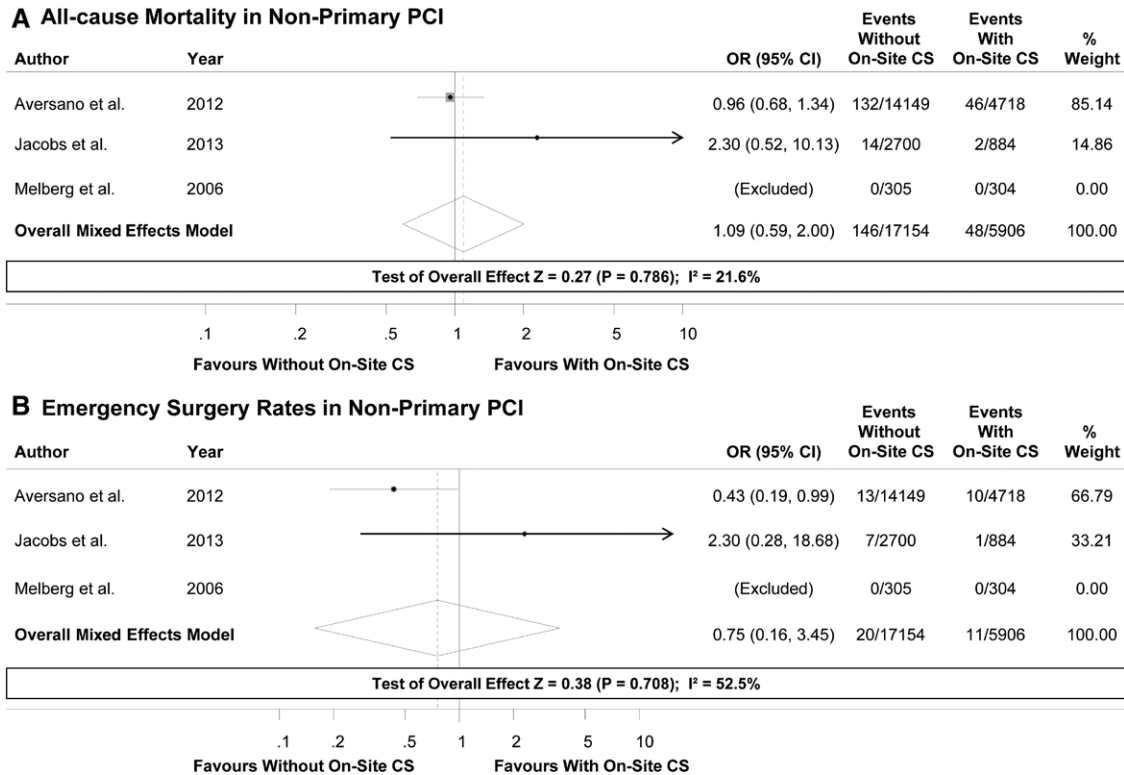 A All-cause Mortality in Non-Primary PCI
Events Events
Without With %
Author Year OR (95% CI) On-Site CS On-Site CS Weight
Aversano et al. 2012 0.96 (0.68, 1.34) 132/14149 46/4718 85.14
Jacobs et al. 2013 2.30 (0.52, 10.13) 14/2700 2/884 14.86
Melberg et al. 2006 (Excluded) 0/305 0/304 0.00
Overall Mixed Effects Model 1.09 (0.59, 2.00) 146/17154 48/5906 100.00
Test of Overall Effect Z = 0.27 (P = 0.786); I² = 21.6%
.1 .2 .5 1 2 5 10
Favours Without On-Site CS Favours With On-Site CS
B Emergency Surgery Rates in Non-Primary PCI
Events Events
Without With %
Author Year OR (95% CI) On-Site CS On-Site CS Weight
Aversano et al. 2012 0.43 (0.19, 0.99) 13/14149 10/4718 66.79
Jacobs et al. 2013 2.30 (0.28, 18.68) 7/2700 1/884 33.21
Melberg et al. 2006 (Excluded) 0/305 0/304 0.00
Overall Mixed Effects Model 0.75 (0.16, 3.45) 20/17154 11/5906 100.00
Test of Overall Effect Z = 0.38 (P = 0.708); I² = 52.5%
.1 .2 .5 1 2 5 10
Favours Without On-Site CS Favours With On-Site CS